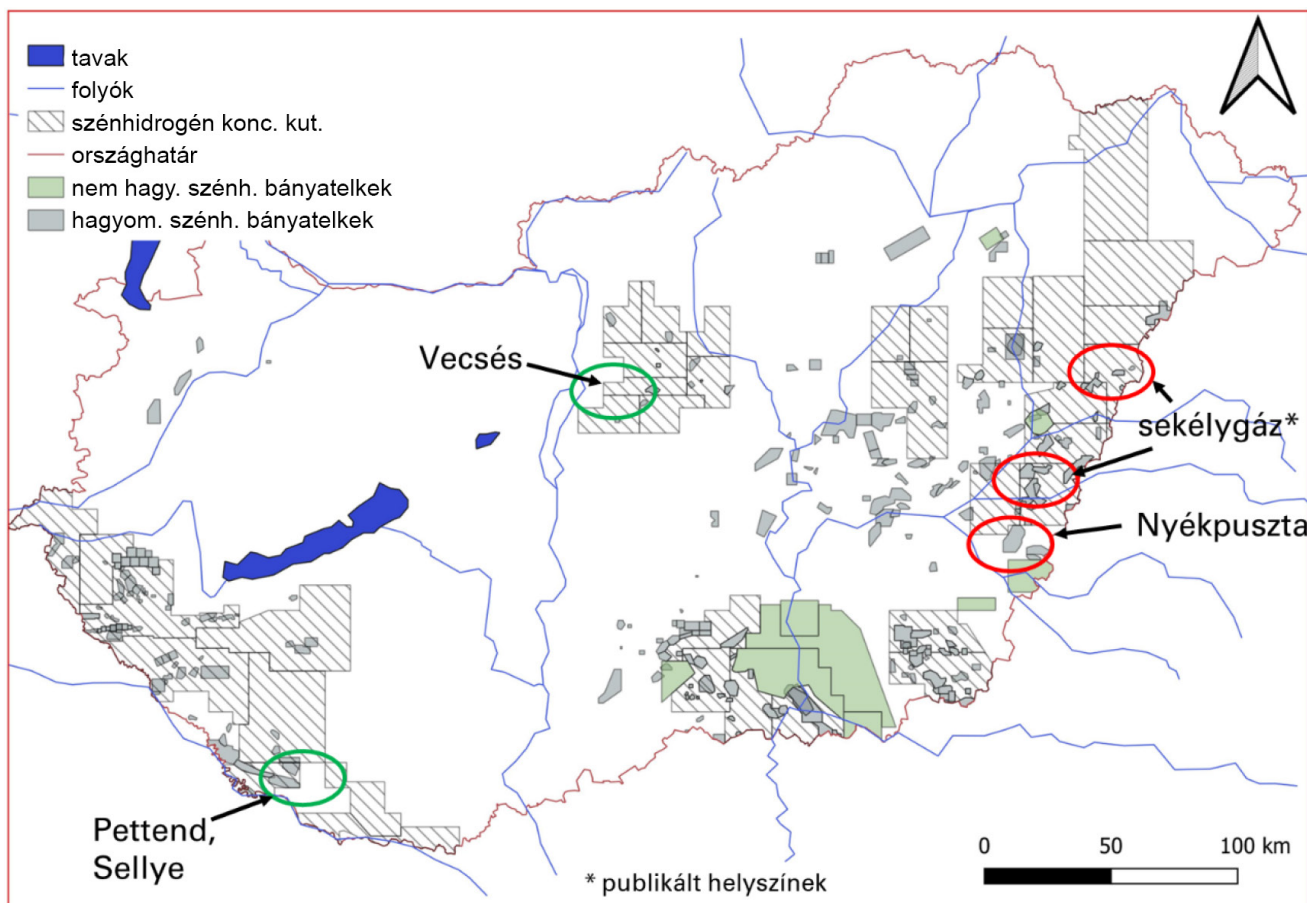 tavak
folyók
szénhidrogén konc. kut.
országhatár
nem hagy. szénh. bányatelkek
hagyom. szénh. bányatelkek
Vecsés
sekélygáz*
Nyékpuszta
Pettend,
Sellye
* publikált helyszínek
0 50 100 km